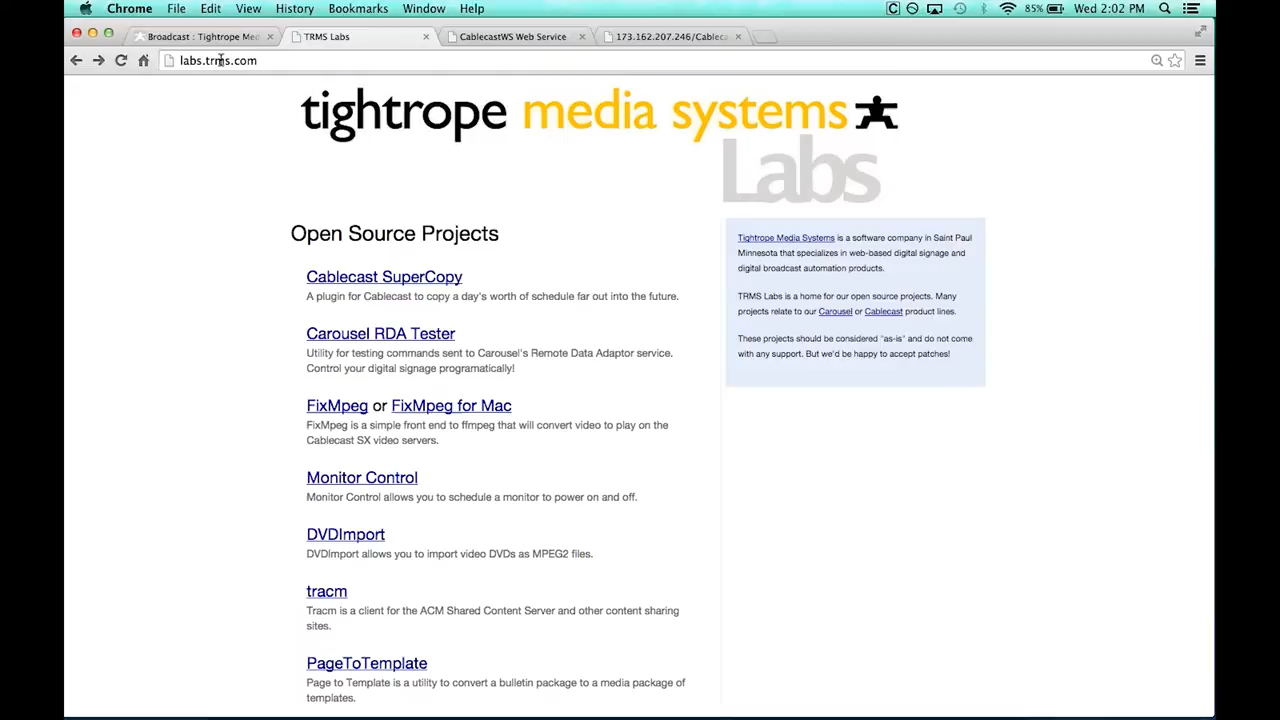 Chrome File Edit View History Bookmarks Window Help 85% Wed 2:02 PM
Broadcast : Tightrope Med TRMS Labs CablecastWS Web Service 173.162.207.246/Cableca
labs.trms.com
tightrope media systems
Labs
Open Source Projects
Cablecast SuperCopy
A plugin for Cablecast to copy a day's worth of schedule far out into the future.
Carousel RDA Tester
Utility for testing commands sent to Carousel's Remote Data Adaptor service.
Control your digital signage programatically!
FixMpeg or FixMpeg for Mac
FixMpeg is a simple front end to ffmpeg that will convert video to play on the
Cablecast SX video servers.
Monitor Control
Monitor Control allows you to schedule a monitor to power on and off.
DVDImport
DVDImport allows you to import video DVDs as MPEG2 files.
tracm
Tracm is a client for the ACM Shared Content Server and other content sharing
sites.
PageToTemplate
Page to Template is a utility to convert a bulletin package to a media package of
templates.
Tightrope Media Systems is a software company in Saint Paul
Minnesota that specializes in web-based digital signage and
digital broadcast automation products.
TRMS Labs is a home for our open source projects. Many
projects relate to our Carousel or Cablecast product lines.
These projects should be considered "as-is" and do not come
with any support. But we'd be happy to accept patches!